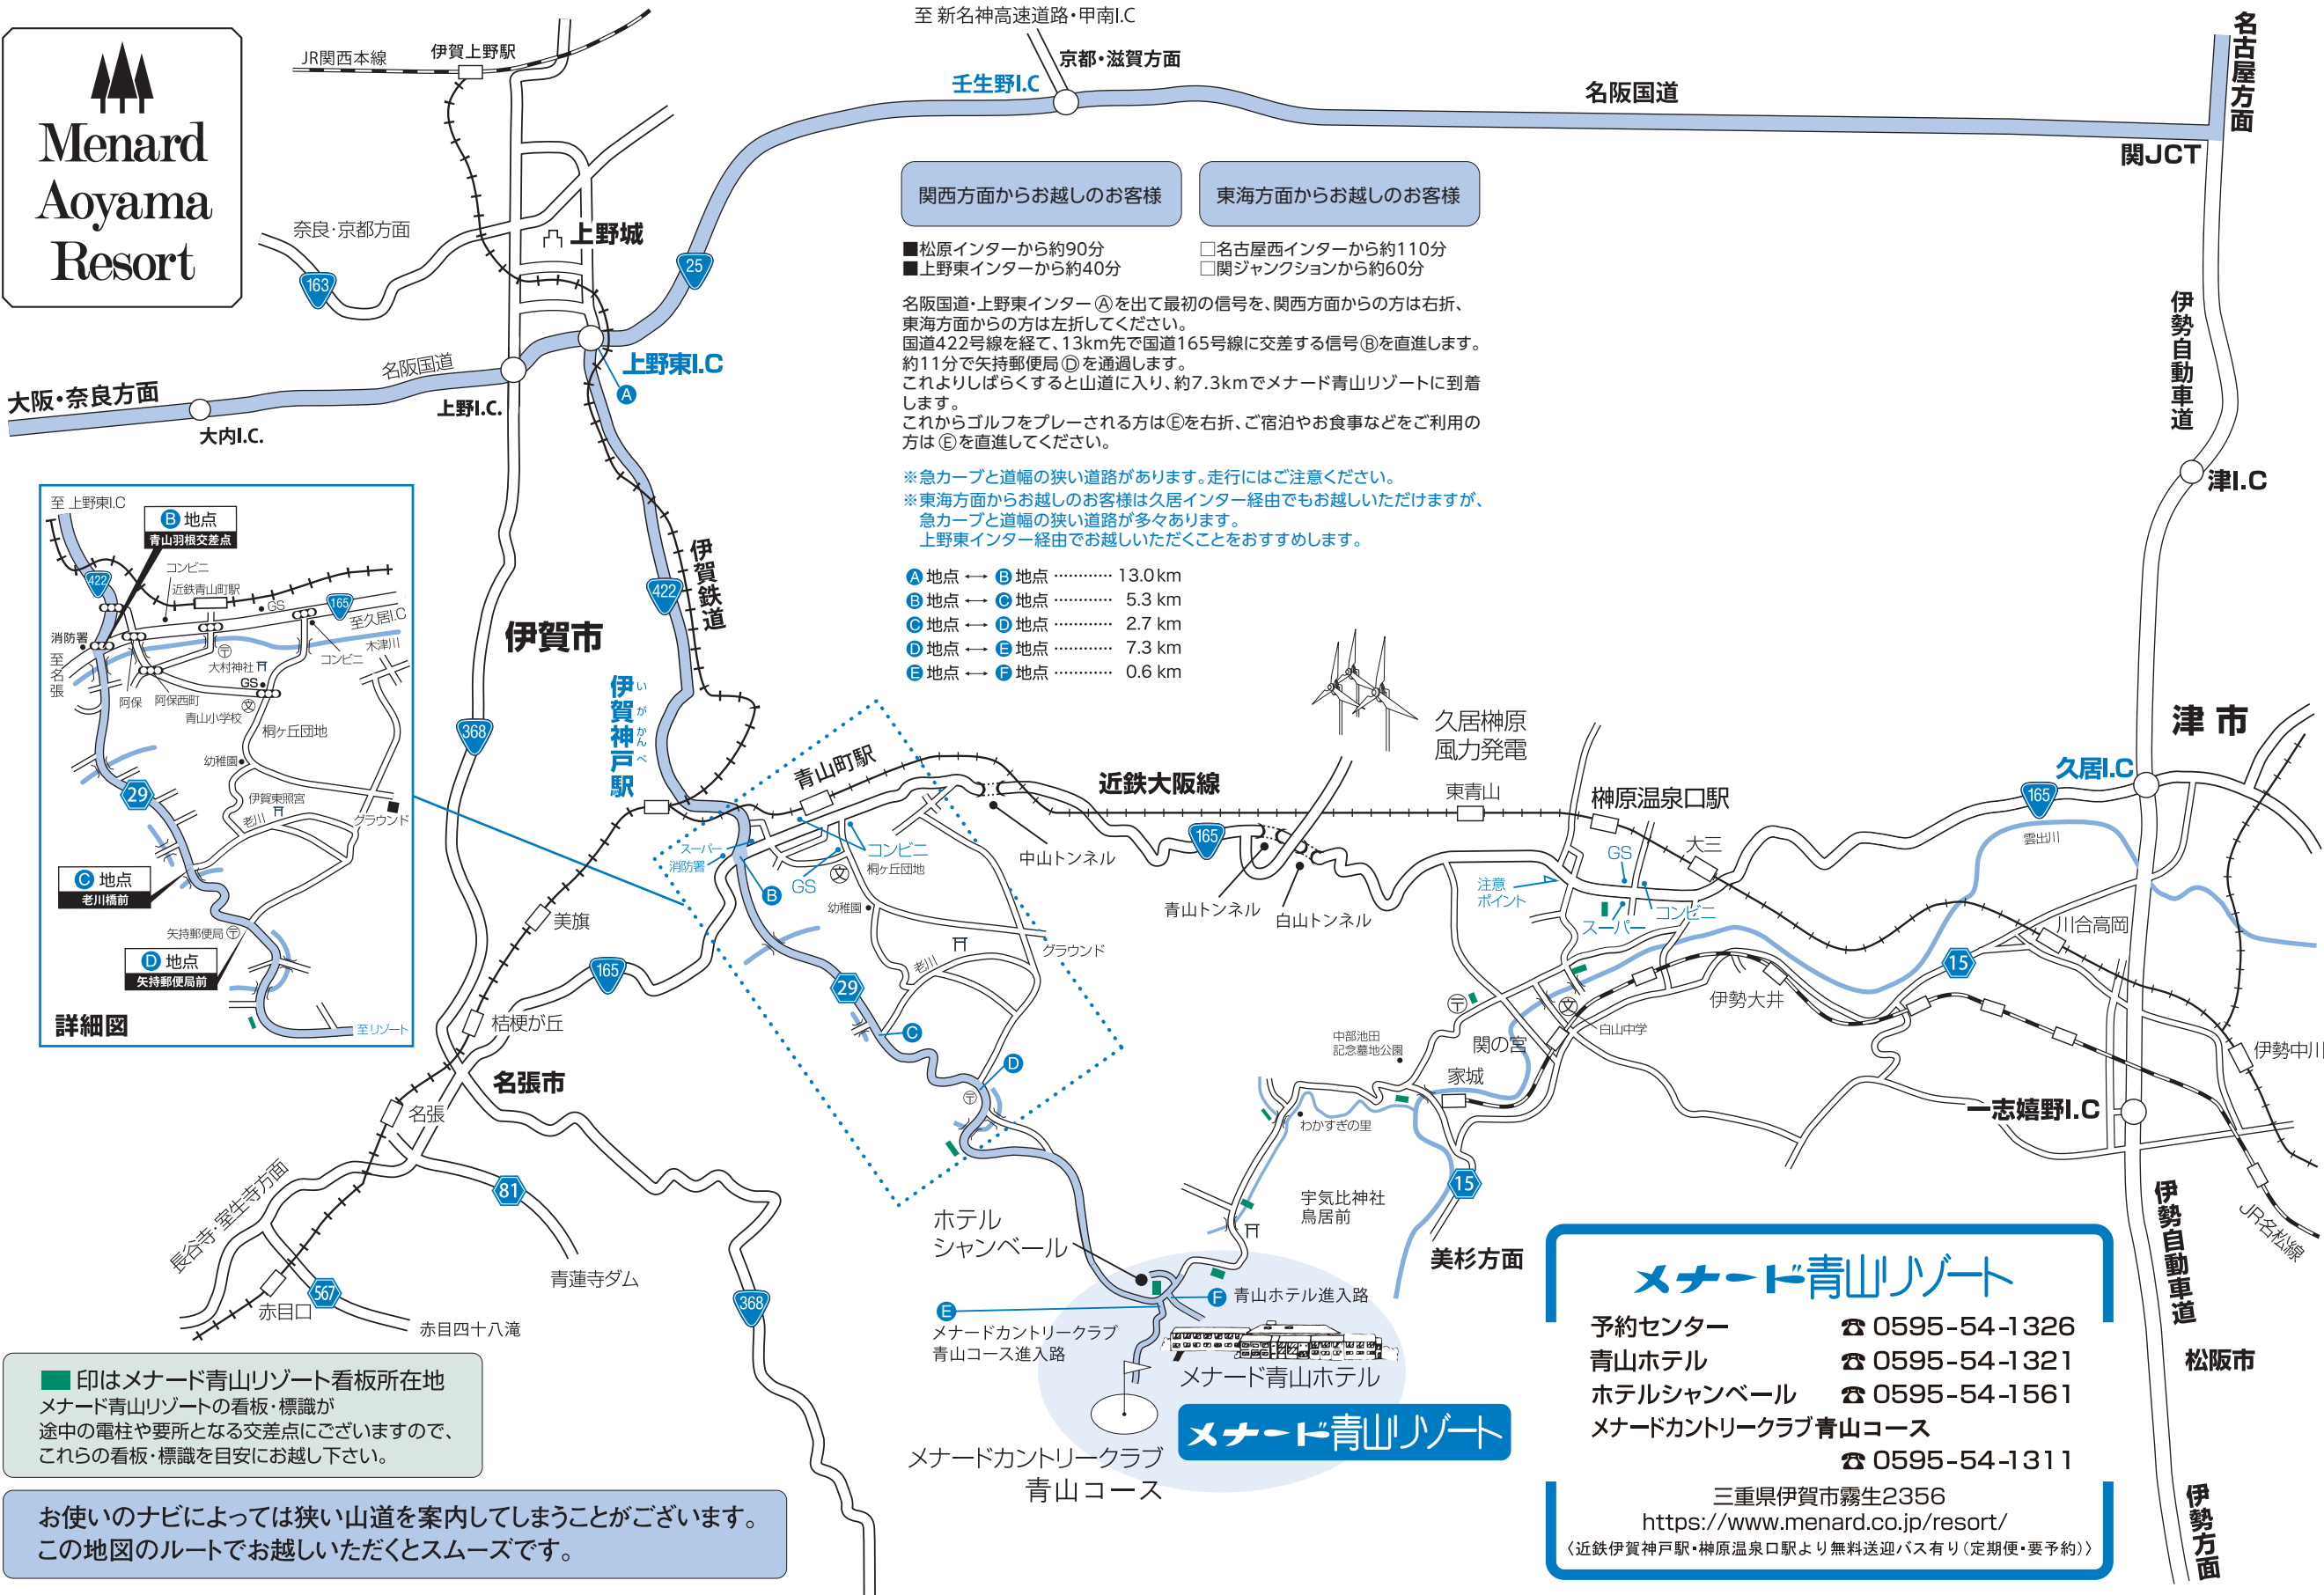 Menard
Aoyama
Resort
JR関西本線
伊賀上野駅
至 新名神高速道路・甲南I.C
京都・滋賀方面
壬生野I.C
名阪国道
名古屋方面
関JCT
奈良・京都方面
163
上野城
25
名阪国道
上野東I.C
A
大阪・奈良方面
大内I.C.
上野I.C.
関西方面からお越しのお客様
■松原インターから約90分
■上野東インターから約40分
東海方面からお越しのお客様
□名古屋西インターから約110分
□関ジャンクションから約60分
名阪国道・上野東インターⒶを出て最初の信号を、関西方面からの方は右折、
東海方面からの方は左折してください。
国道422号線を経て、13km先で国道165号線に交差する信号Ⓑを直進します。
約11分で矢持郵便局Ⓓを通過します。
これよりしばらくすると山道に入り、約7.3kmでメナード青山リゾートに到着
します。
これからゴルフをプレーされる方はⒺを右折、ご宿泊やお食事などをご利用の
方はⒺを直進してください。
※急カーブと道幅の狭い道路があります。走行にはご注意ください。
※東海方面からお越しのお客様は久居インター経由でもお越しいただけますが、
急カーブと道幅の狭い道路が多々あります。
上野東インター経由でお越しいただくことをおすすめします。
A 地点 ←→ B 地点 ………… 13.0km
B 地点 ←→ C 地点 ………… 5.3 km
C 地点 ←→ D 地点 ………… 2.7 km
D 地点 ←→ E 地点 ………… 7.3 km
E 地点 ←→ F 地点 ………… 0.6 km
伊勢自動車道
津I.C
津市
久居I.C
至 上野東I.C
B 地点
青山羽根交差点
コンビニ
422
近鉄青山町駅
GS
165
至久居I.C
消防署
至名張
〒
大村神社
コンビニ
木津川
GS
阿保
阿保西町
青山小学校
文
桐ヶ丘団地
幼稚園
29
伊賀東照宮
老川
グラウンド
C 地点
老川橋前
矢持郵便局
〒
D 地点
矢持郵便局前
詳細図
至リゾート
伊賀鉄道
422
伊賀市
伊賀神戸駅
いがかんべ
368
青山町駅
近鉄大阪線
久居榊原
風力発電
東青山
榊原温泉口駅
大三
165
雲出川
スーパー
消防署
B
GS
文
コンビニ
桐ケ丘団地
幼稚園
中山トンネル
165
青山トンネル
白山トンネル
注意
ポイント
GS
コンビニ
スーパー
川合高岡
15
美旗
165
グラウンド
老川
29
C
D
〒
桔梗が丘
名張市
名張
81
長谷寺・室生寺方面
青蓮寺ダム
567
赤目口
赤目四十八滝
368
〒
文
伊勢大井
白山中学
関の宮
中部池田
記念墓地公園
家城
わかすぎの里
15
一志嬉野I.C
伊勢中川
JR名松線
宇気比神社
鳥居前
美杉方面
ホテル
シャンベール
E
メナードカントリークラブ
青山コース進入路
F
青山ホテル進入路
メナード青山ホテル
メナード青山リゾート
メナードカントリークラブ
青山コース
伊勢自動車道
松阪市
伊勢方面
印はメナード青山リゾート看板所在地
メナード青山リゾートの看板・標識が
途中の電柱や要所となる交差点にございますので、
これらの看板・標識を目安にお越し下さい。
お使いのナビによっては狭い山道を案内してしまうことがございます。
この地図のルートでお越しいただくとスムーズです。
メナード青山リゾート
予約センター ☎ 0595-54-1326
青山ホテル ☎ 0595-54-1321
ホテルシャンベール ☎ 0595-54-1561
メナードカントリークラブ青山コース
☎ 0595-54-1311
三重県伊賀市霧生2356
https://www.menard.co.jp/resort/
〈近鉄伊賀神戸駅・榊原温泉口駅より無料送迎バス有り(定期便・要予約)〉